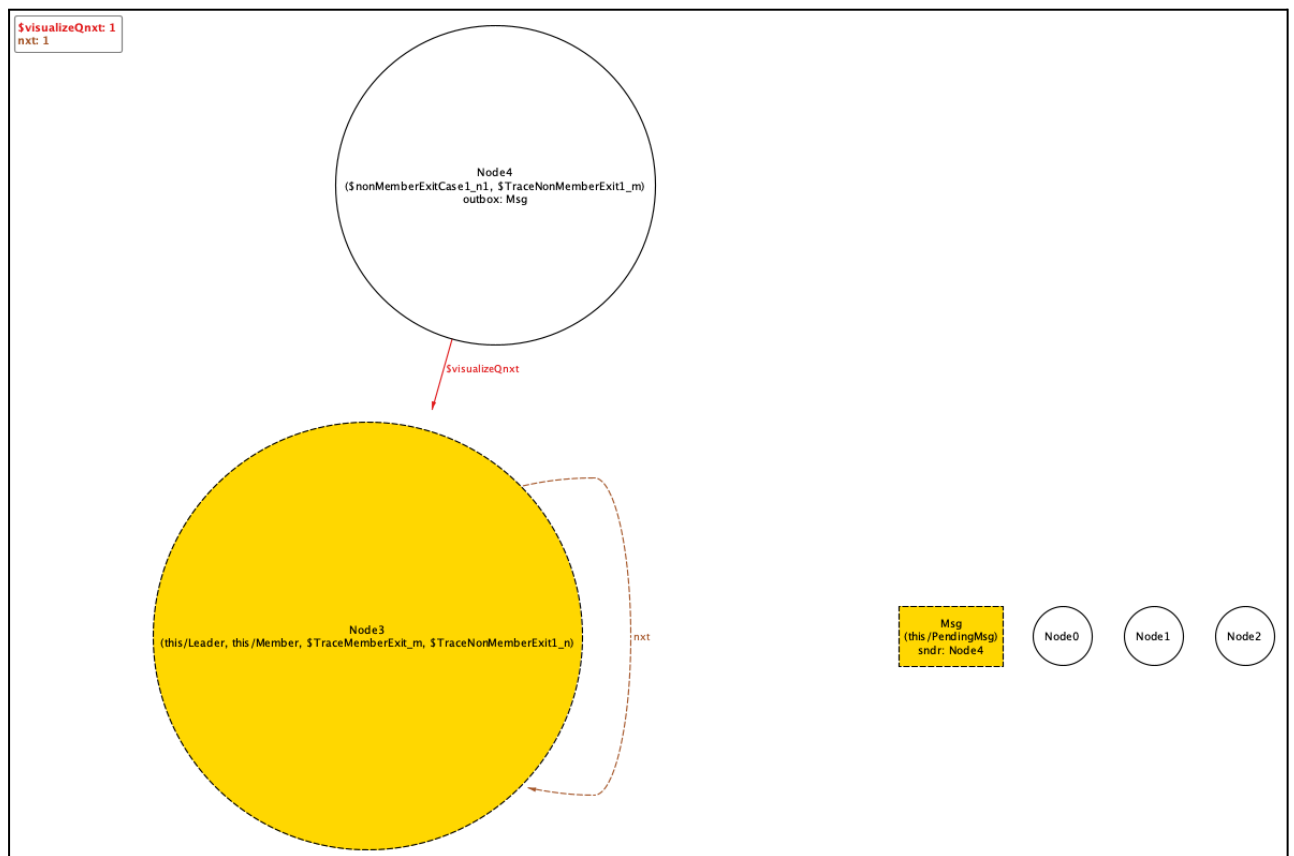 $visualizeQnxt: 1
nxt: 1
Node4
($nonMemberExitCase1_n1, $TraceNonMemberExit1_m)
outbox: Msg
$visualizeQnxt
Node3
(this/Leader, this/Member, $TraceMemberExit_m, $TraceNonMemberExit1_n)
nxt
Msg
(this/PendingMsg)
sndr: Node4
Node0
Node1
Node2